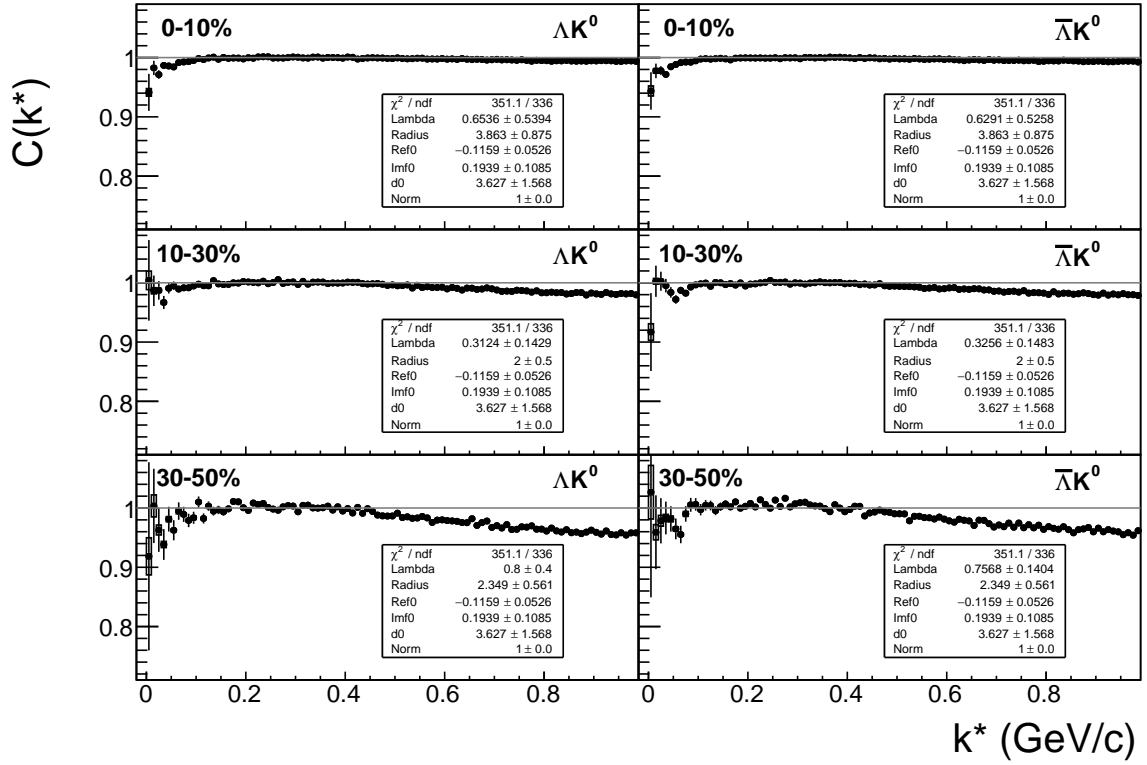 C(k*)
0-10% ΛK⁰
1
0.9
0.8
χ² / ndf 351.1 / 336
Lambda 0.6536 ± 0.5394
Radius 3.863 ± 0.875
Ref0 −0.1159 ± 0.0526
Imf0 0.1939 ± 0.1085
d0 3.627 ± 1.568
Norm 1 ± 0.0
0-10% Λ̅K⁰
χ² / ndf 351.1 / 336
Lambda 0.6291 ± 0.5258
Radius 3.863 ± 0.875
Ref0 −0.1159 ± 0.0526
Imf0 0.1939 ± 0.1085
d0 3.627 ± 1.568
Norm 1 ± 0.0
10-30% ΛK⁰
1
0.9
0.8
χ² / ndf 351.1 / 336
Lambda 0.3124 ± 0.1429
Radius 2 ± 0.5
Ref0 −0.1159 ± 0.0526
Imf0 0.1939 ± 0.1085
d0 3.627 ± 1.568
Norm 1 ± 0.0
10-30% Λ̅K⁰
χ² / ndf 351.1 / 336
Lambda 0.3256 ± 0.1483
Radius 2 ± 0.5
Ref0 −0.1159 ± 0.0526
Imf0 0.1939 ± 0.1085
d0 3.627 ± 1.568
Norm 1 ± 0.0
30-50% ΛK⁰
1
0.9
0.8
χ² / ndf 351.1 / 336
Lambda 0.8 ± 0.4
Radius 2.349 ± 0.561
Ref0 −0.1159 ± 0.0526
Imf0 0.1939 ± 0.1085
d0 3.627 ± 1.568
Norm 1 ± 0.0
30-50% Λ̅K⁰
χ² / ndf 351.1 / 336
Lambda 0.7568 ± 0.1404
Radius 2.349 ± 0.561
Ref0 −0.1159 ± 0.0526
Imf0 0.1939 ± 0.1085
d0 3.627 ± 1.568
Norm 1 ± 0.0
0 0.2 0.4 0.6 0.8 0 0.2 0.4 0.6 0.8
k* (GeV/c)